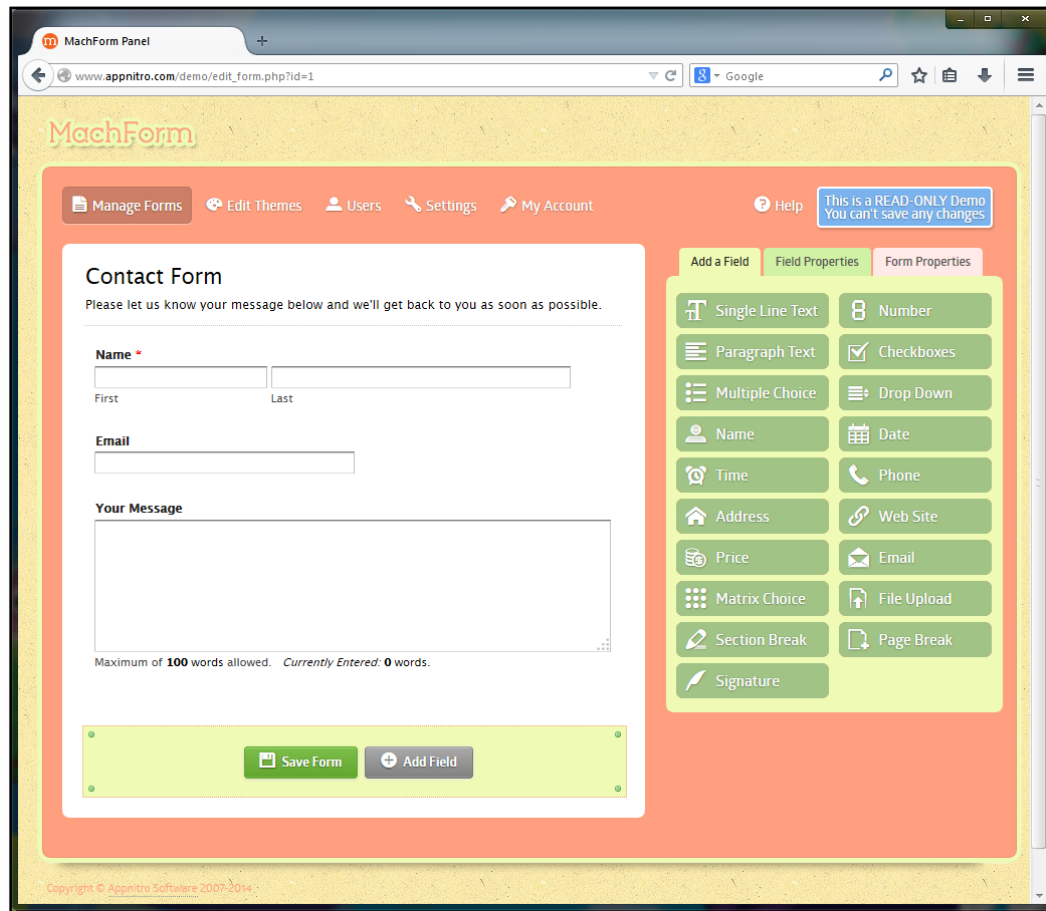 MachForm Panel
www.appnitro.com/demo/edit_form.php?id=1
Google
MachForm
Manage Forms
Edit Themes
Users
Settings
My Account
Help
This is a READ-ONLY Demo
You can't save any changes
Contact Form
Please let us know your message below and we'll get back to you as soon as possible.
Name *
First
Last
Email
Your Message
Maximum of 100 words allowed. Currently Entered: 0 words.
Save Form
Add Field
Add a Field
Field Properties
Form Properties
Single Line Text
Number
Paragraph Text
Checkboxes
Multiple Choice
Drop Down
Name
Date
Time
Phone
Address
Web Site
Price
Email
Matrix Choice
File Upload
Section Break
Page Break
Signature
Copyright © Appnitro Software 2007-2014